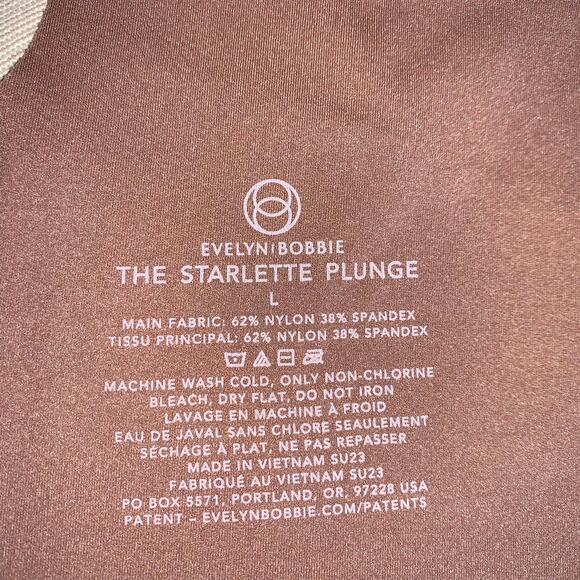 EVELYN|BOBBIE
THE STARLETTE PLUNGE
L
MAIN FABRIC: 62% NYLON 38% SPANDEX
TISSU PRINCIPAL: 62% NYLON 38% SPANDEX
MACHINE WASH COLD, ONLY NON-CHLORINE
BLEACH, DRY FLAT, DO NOT IRON
LAVAGE EN MACHINE À FROID
EAU DE JAVAL SANS CHLORE SEAULEMENT
SÉCHAGE À PLAT, NE PAS REPASSER
MADE IN VIETNAM SU23
FABRIQUÉ AU VIETNAM SU23
PO BOX 5571, PORTLAND, OR, 97228 USA
PATENT – EVELYNBOBBIE.COM/PATENTS